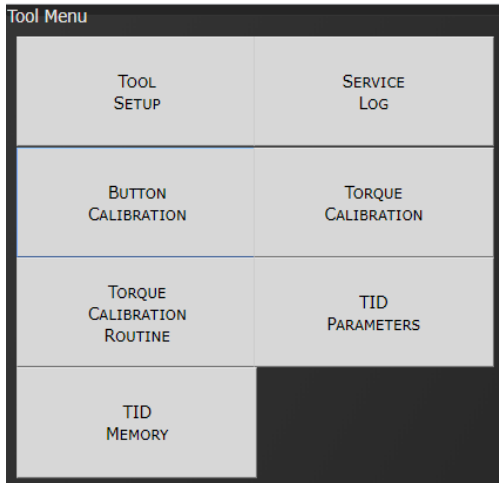 Tool Menu
TOOL
SETUP
SERVICE
LOG
BUTTON
CALIBRATION
TORQUE
CALIBRATION
TORQUE
CALIBRATION
ROUTINE
TID
PARAMETERS
TID
MEMORY